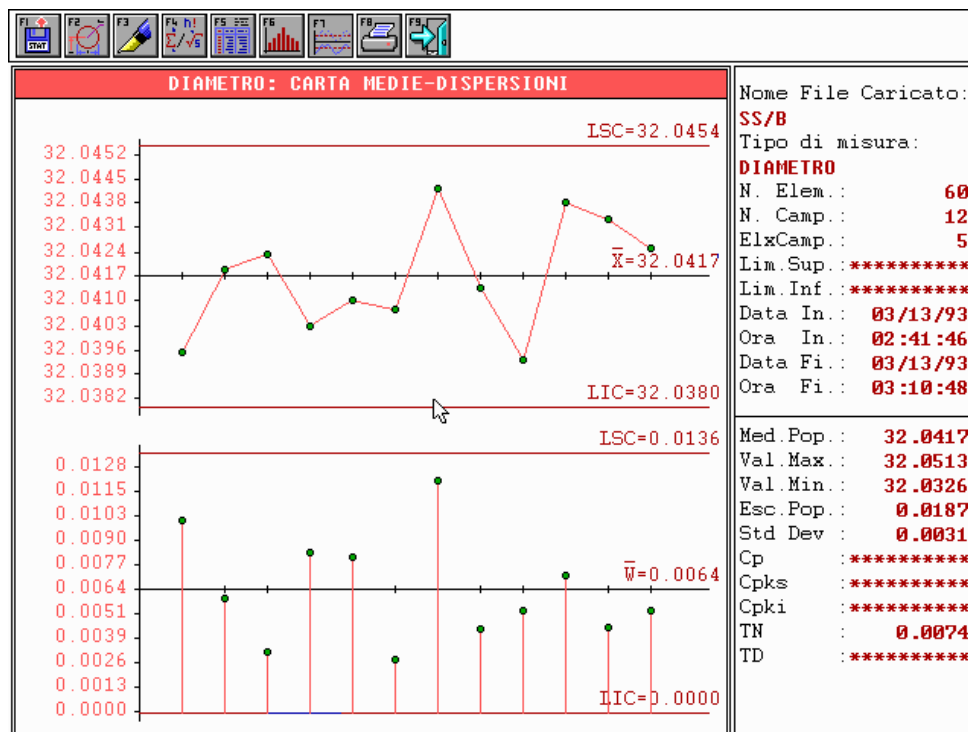 F1 F2 F3 F4 h! F5 F6 F7 F8 F9
STAT Σ/√s
DIAMETRO: CARTA MEDIE-DISPERSIONI
LSC=32.0454
32.0452
32.0445
32.0438
32.0431
32.0424
X̄=32.0417
32.0417
32.0410
32.0403
32.0396
32.0389
32.0382
LIC=32.0380
LSC=0.0136
0.0128
0.0115
0.0103
0.0090
0.0077
W̄=0.0064
0.0064
0.0051
0.0039
0.0026
0.0013
LIC=0.0000
0.0000
Nome File Caricato:
SS/B
Tipo di misura:
DIAMETRO
N. Elem.: 60
N. Camp.: 12
ElxCamp.: 5
Lim.Sup.:**********
Lim.Inf.:**********
Data In.: 03/13/93
Ora In.: 02:41:46
Data Fi.: 03/13/93
Ora Fi.: 03:10:48
Med.Pop.: 32.0417
Val.Max.: 32.0513
Val.Min.: 32.0326
Esc.Pop.: 0.0187
Std Dev : 0.0031
Cp :**********
Cpks :**********
Cpki :**********
TN : 0.0074
TD :**********